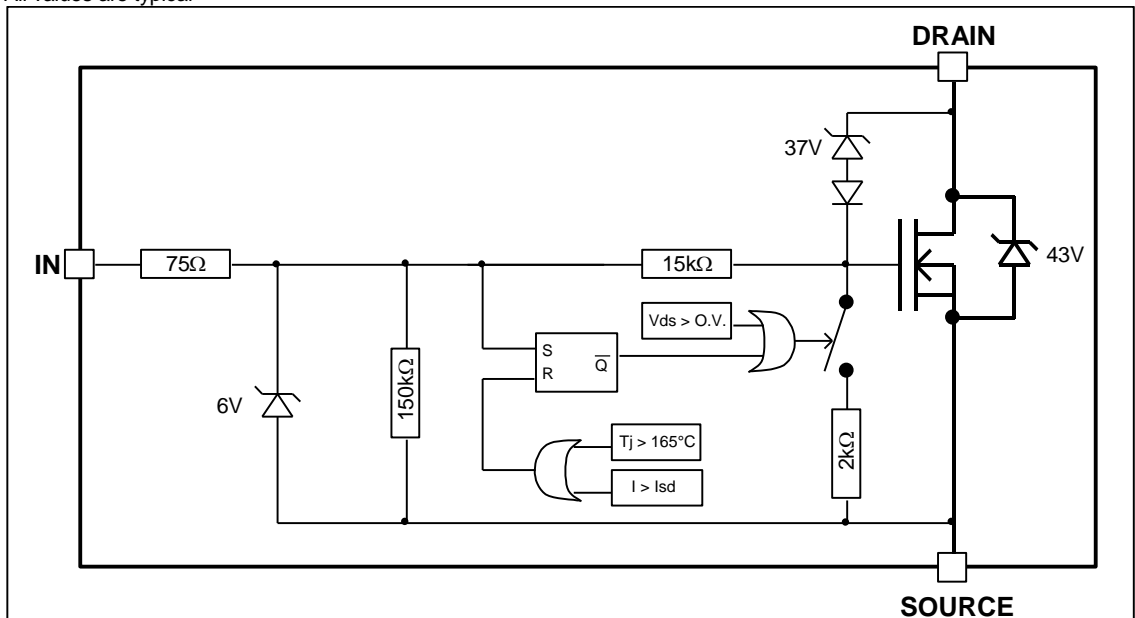 All values are typical
DRAIN
37V
IN
75Ω
15kΩ
43V
Vds > O.V.
S
R
Q̅
6V
150kΩ
Tj > 165°C
I > Isd
2kΩ
SOURCE